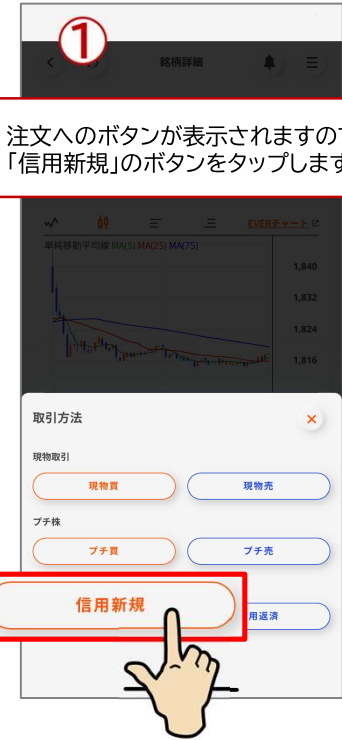 ①
銘柄詳細
注文へのボタンが表示されますので
「信用新規」のボタンをタップします
EVERチャート
単純移動平均線 MA(5) MA(25) MA(75)
1,840
1,832
1,824
1,816
取引方法
×
現物取引
現物買 現物売
プチ株
プチ買 プチ売
信用新規 用返済